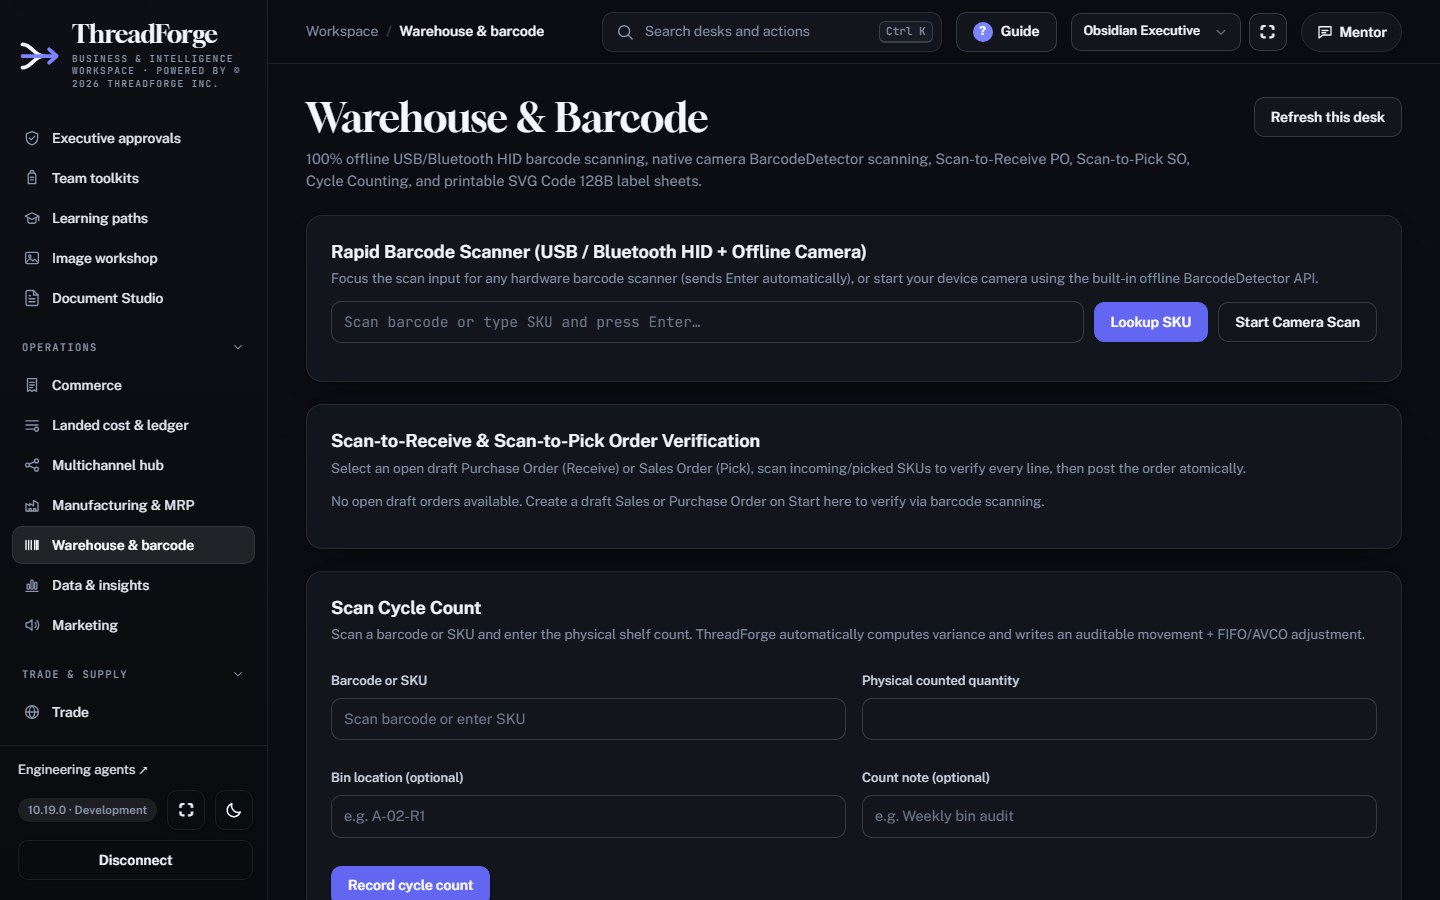 ThreadForge
BUSINESS & INTELLIGENCE
WORKSPACE · POWERED BY ©
2026 THREADFORGE INC.
Executive approvals
Team toolkits
Learning paths
Image workshop
Document Studio
OPERATIONS
Commerce
Landed cost & ledger
Multichannel hub
Manufacturing & MRP
Warehouse & barcode
Data & insights
Marketing
TRADE & SUPPLY
Trade
Engineering agents ↗
10.19.0 · Development
Disconnect
Workspace / Warehouse & barcode
Search desks and actions
Ctrl K
? Guide
Obsidian Executive
Mentor
Warehouse & Barcode
Refresh this desk
100% offline USB/Bluetooth HID barcode scanning, native camera BarcodeDetector scanning, Scan-to-Receive PO, Scan-to-Pick SO,
Cycle Counting, and printable SVG Code 128B label sheets.
Rapid Barcode Scanner (USB / Bluetooth HID + Offline Camera)
Focus the scan input for any hardware barcode scanner (sends Enter automatically), or start your device camera using the built-in offline BarcodeDetector API.
Scan barcode or type SKU and press Enter…
Lookup SKU
Start Camera Scan
Scan-to-Receive & Scan-to-Pick Order Verification
Select an open draft Purchase Order (Receive) or Sales Order (Pick), scan incoming/picked SKUs to verify every line, then post the order atomically.
No open draft orders available. Create a draft Sales or Purchase Order on Start here to verify via barcode scanning.
Scan Cycle Count
Scan a barcode or SKU and enter the physical shelf count. ThreadForge automatically computes variance and writes an auditable movement + FIFO/AVCO adjustment.
Barcode or SKU
Physical counted quantity
Scan barcode or enter SKU
Bin location (optional)
Count note (optional)
e.g. A-02-R1
e.g. Weekly bin audit
Record cycle count